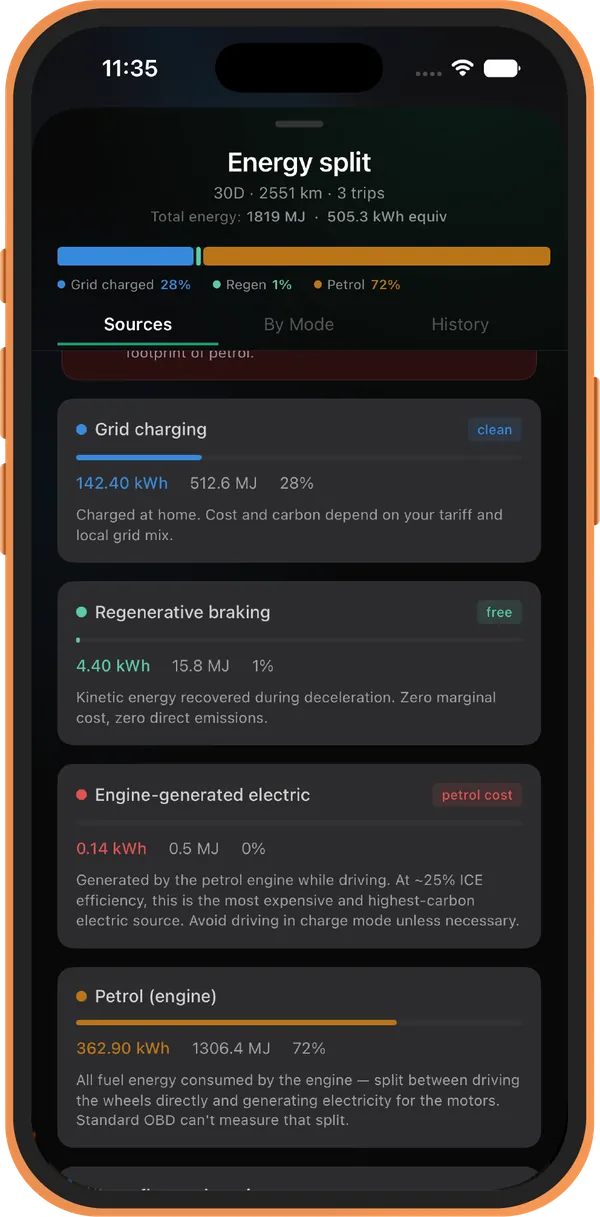 11:35
Energy split
30D · 2551 km · 3 trips
Total energy: 1819 MJ · 505.3 kWh equiv
Grid charged 28% Regen 1% Petrol 72%
Sources By Mode History
footprint of petrol.
Grid charging clean
142.40 kWh 512.6 MJ 28%
Charged at home. Cost and carbon depend on your tariff and
local grid mix.
Regenerative braking free
4.40 kWh 15.8 MJ 1%
Kinetic energy recovered during deceleration. Zero marginal
cost, zero direct emissions.
Engine-generated electric petrol cost
0.14 kWh 0.5 MJ 0%
Generated by the petrol engine while driving. At ~25% ICE
efficiency, this is the most expensive and highest-carbon
electric source. Avoid driving in charge mode unless necessary.
Petrol (engine)
362.90 kWh 1306.4 MJ 72%
All fuel energy consumed by the engine — split between driving
the wheels directly and generating electricity for the motors.
Standard OBD can't measure that split.